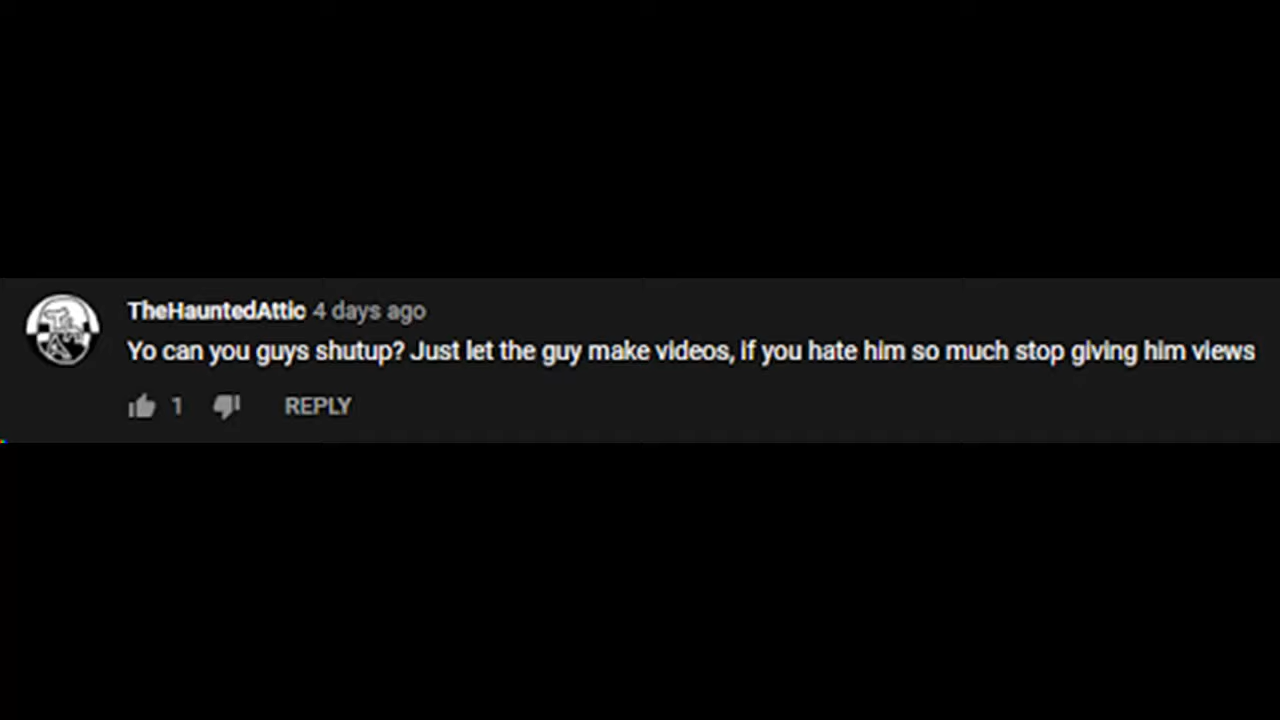 TheHauntedAttic 4 days ago
Yo can you guys shutup? Just let the guy make videos, if you hate him so much stop giving him views
1 REPLY